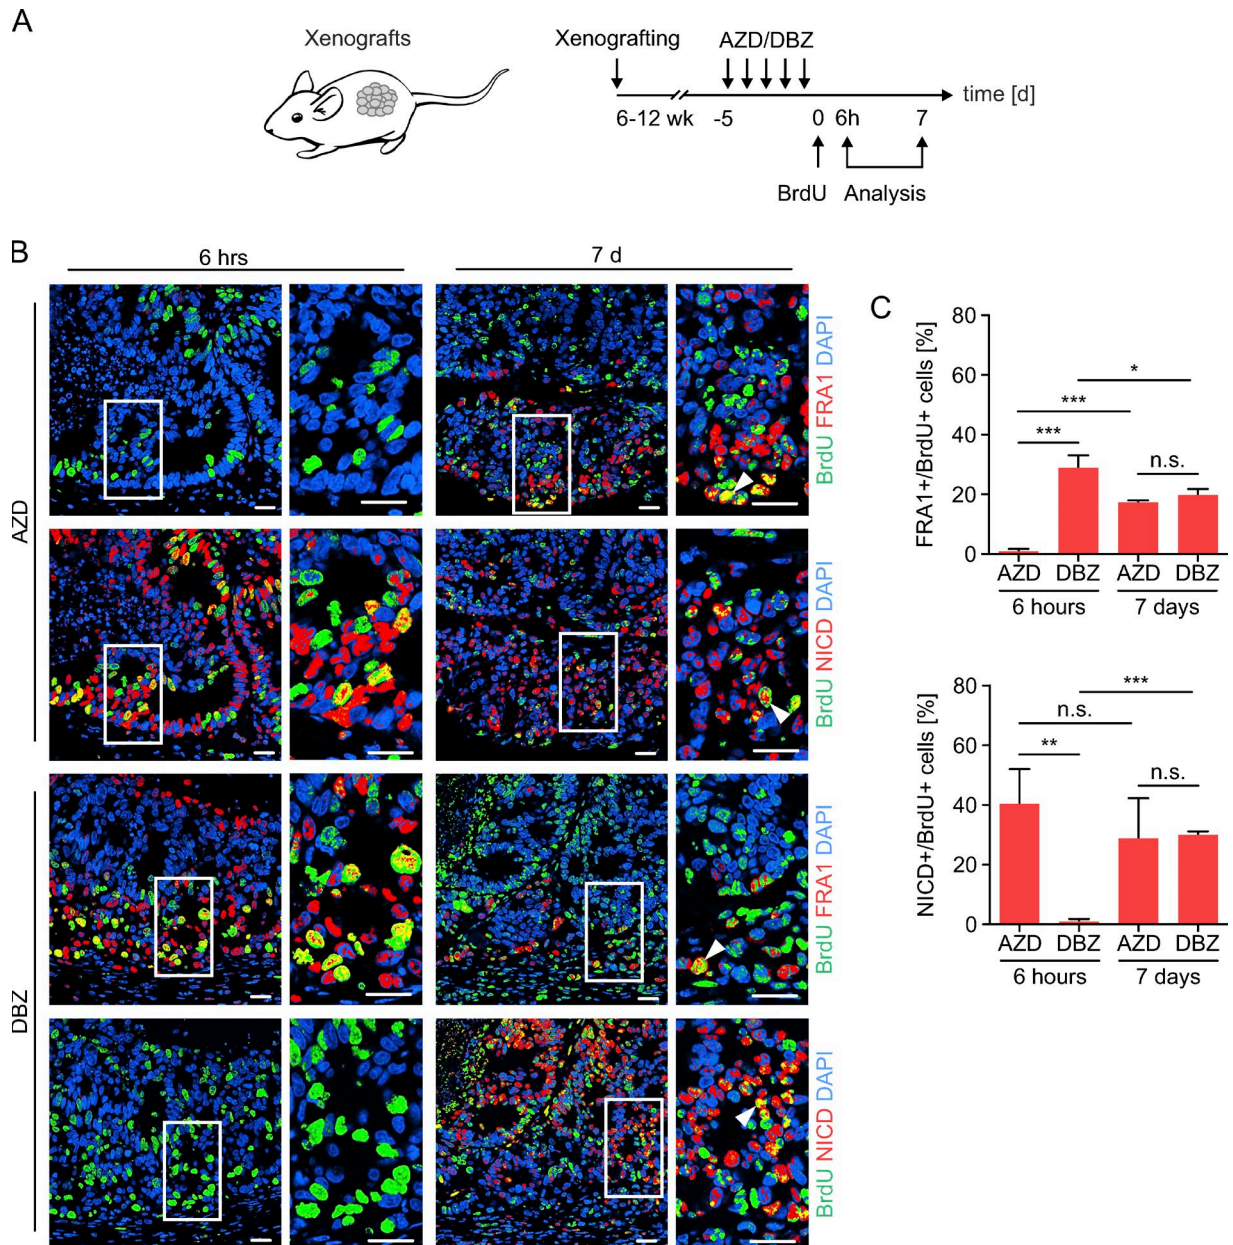 A
Xenografts
Xenografting
AZD/DBZ
time [d]
6-12 wk
-5
0
6h
7
BrdU
Analysis
B
6 hrs
7 d
AZD
BrdU FRA1 DAPI
BrdU NICD DAPI
DBZ
BrdU FRA1 DAPI
BrdU NICD DAPI
C
FRA1+/BrdU+ cells [%]
80
60
40
20
0
*
***
***
n.s.
AZD DBZ AZD DBZ
6 hours 7 days
NICD+/BrdU+ cells [%]
80
60
40
20
0
***
n.s.
**
n.s.
AZD DBZ AZD DBZ
6 hours 7 days